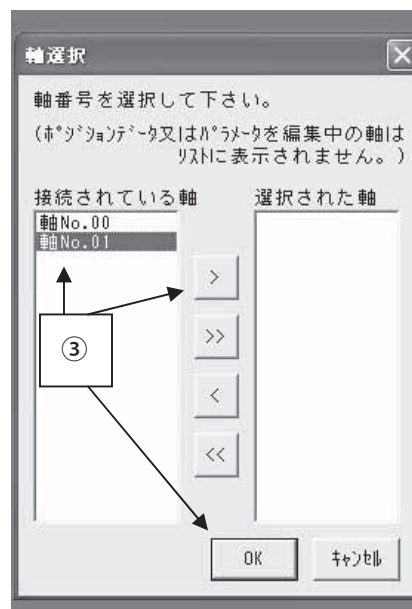 軸選択
軸番号を選択して下さい。
(ﾎﾟｼﾞｼｮﾝﾃﾞｰﾀ又はﾊﾟﾗﾒｰﾀを編集中の軸は
ﾘｽﾄに表示されません。)
接続されている軸
選択された軸
軸No.00
軸No.01
>
>>
<
<<
③
OK
ｷｬﾝｾﾙ